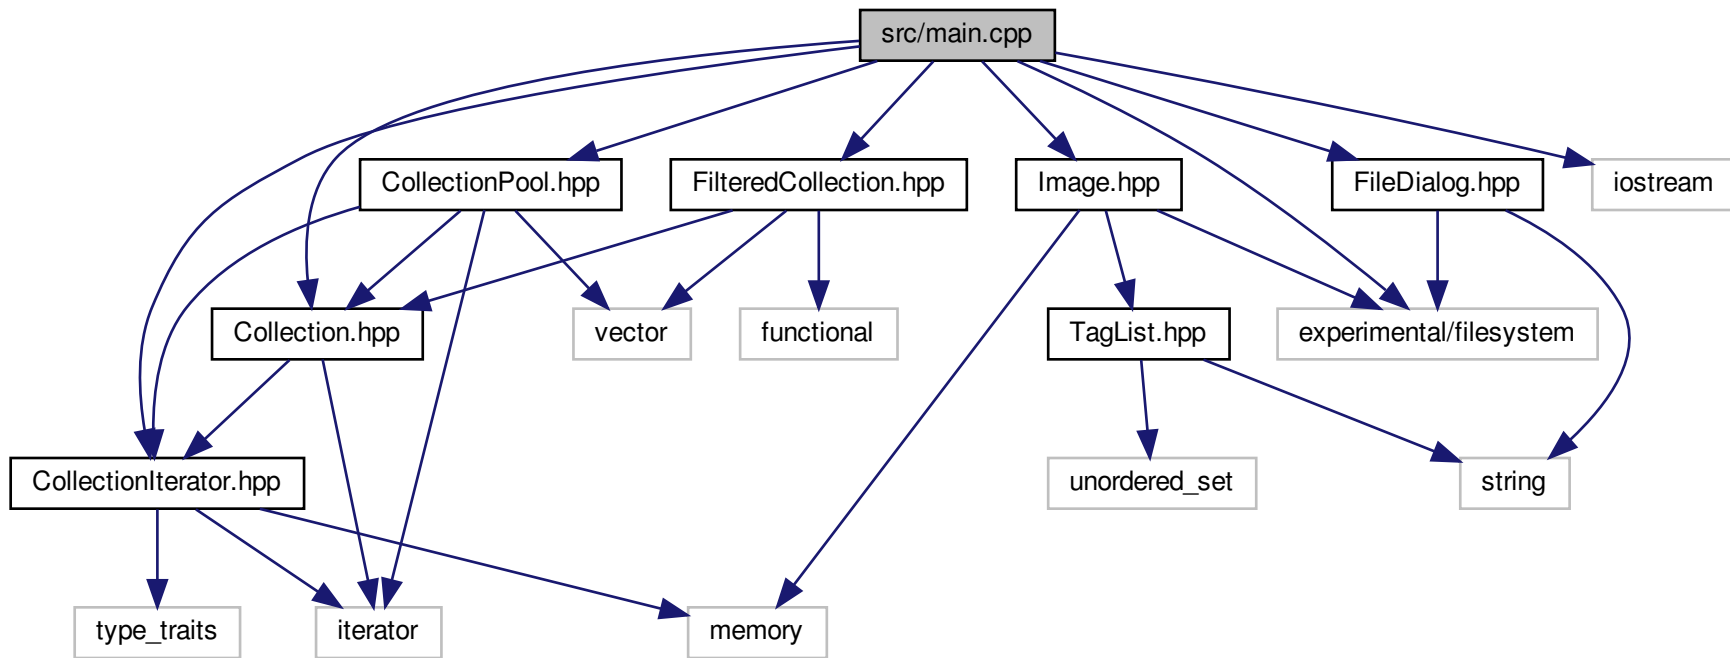 src/main.cpp
CollectionPool.hpp
FilteredCollection.hpp
Image.hpp
FileDialog.hpp
iostream
Collection.hpp
vector
functional
TagList.hpp
experimental/filesystem
CollectionIterator.hpp
unordered_set
string
type_traits
iterator
memory